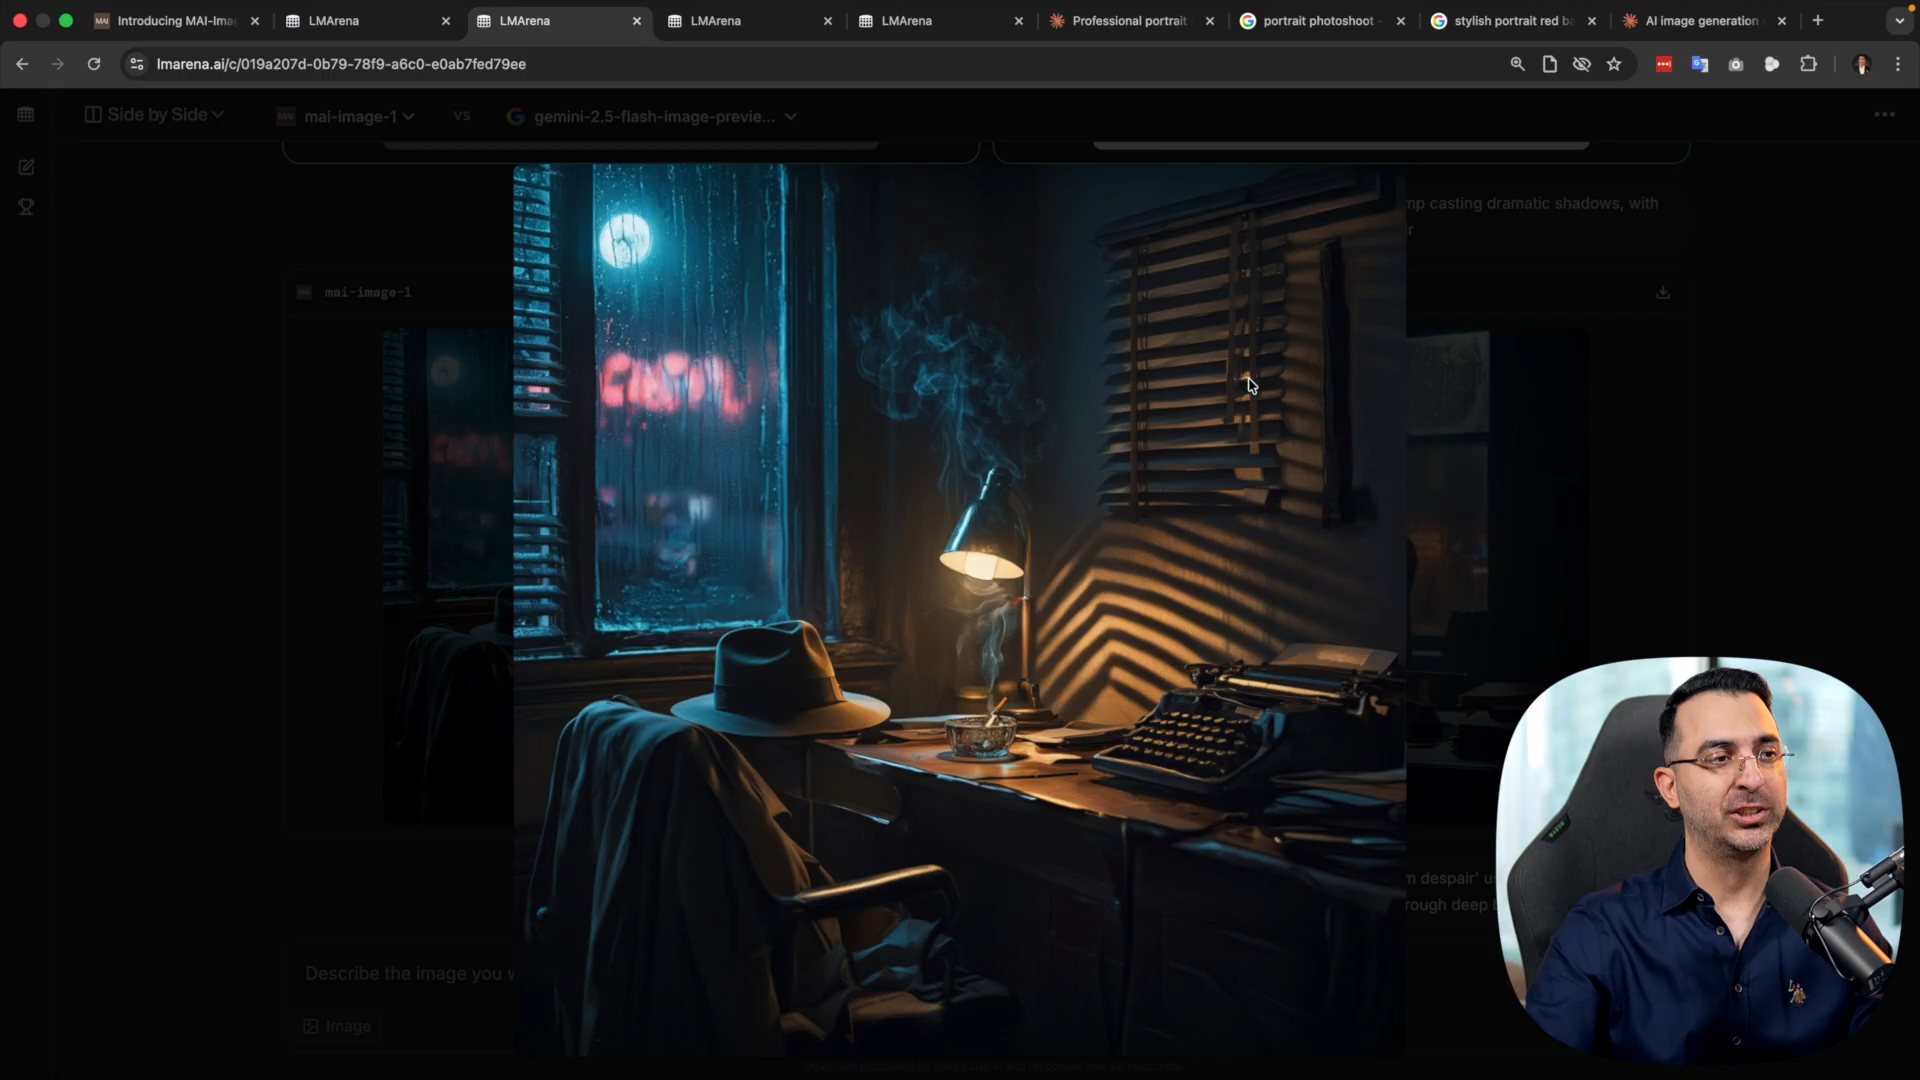 Introducing MAI-Ima
LMArena
LMArena
LMArena
LMArena
Professional portrait
portrait photoshoot -
stylish portrait red ba
AI image generation
lmarena.ai/c/019a207d-0b79-78f9-a6c0-e0ab7fed79ee
Side by Side
mai-image-1
vs
gemini-2.5-flash-image-previe...
mp casting dramatic shadows, with
r
mai-image-1
m despair' us
rough deep b
Describe the image you w
Image